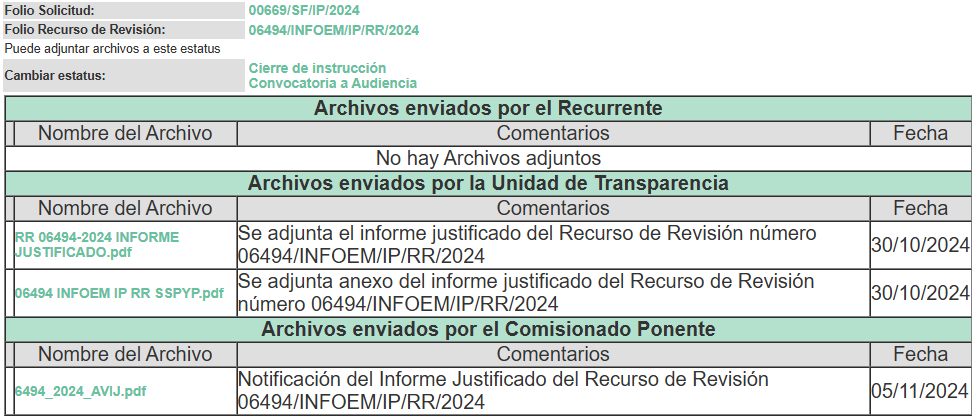 Folio Solicitud: 00669/SF/IP/2024
Folio Recurso de Revisión: 06494/INFOEM/IP/RR/2024
Puede adjuntar archivos a este estatus
Cambiar estatus: Cierre de instrucción
Convocatoria a Audiencia
Archivos enviados por el Recurrente
Nombre del Archivo Comentarios Fecha
No hay Archivos adjuntos
Archivos enviados por la Unidad de Transparencia
Nombre del Archivo Comentarios Fecha
RR 06494-2024 INFORME JUSTIFICADO.pdf
Se adjunta el informe justificado del Recurso de Revisión número
06494/INFOEM/IP/RR/2024
30/10/2024
06494 INFOEM IP RR SSPYP.pdf
Se adjunta anexo del informe justificado del Recurso de Revisión
número 06494/INFOEM/IP/RR/2024
30/10/2024
Archivos enviados por el Comisionado Ponente
Nombre del Archivo Comentarios Fecha
6494_2024_AVIJ.pdf
Notificación del Informe Justificado del Recurso de Revisión
06494/INFOEM/IP/RR/2024
05/11/2024